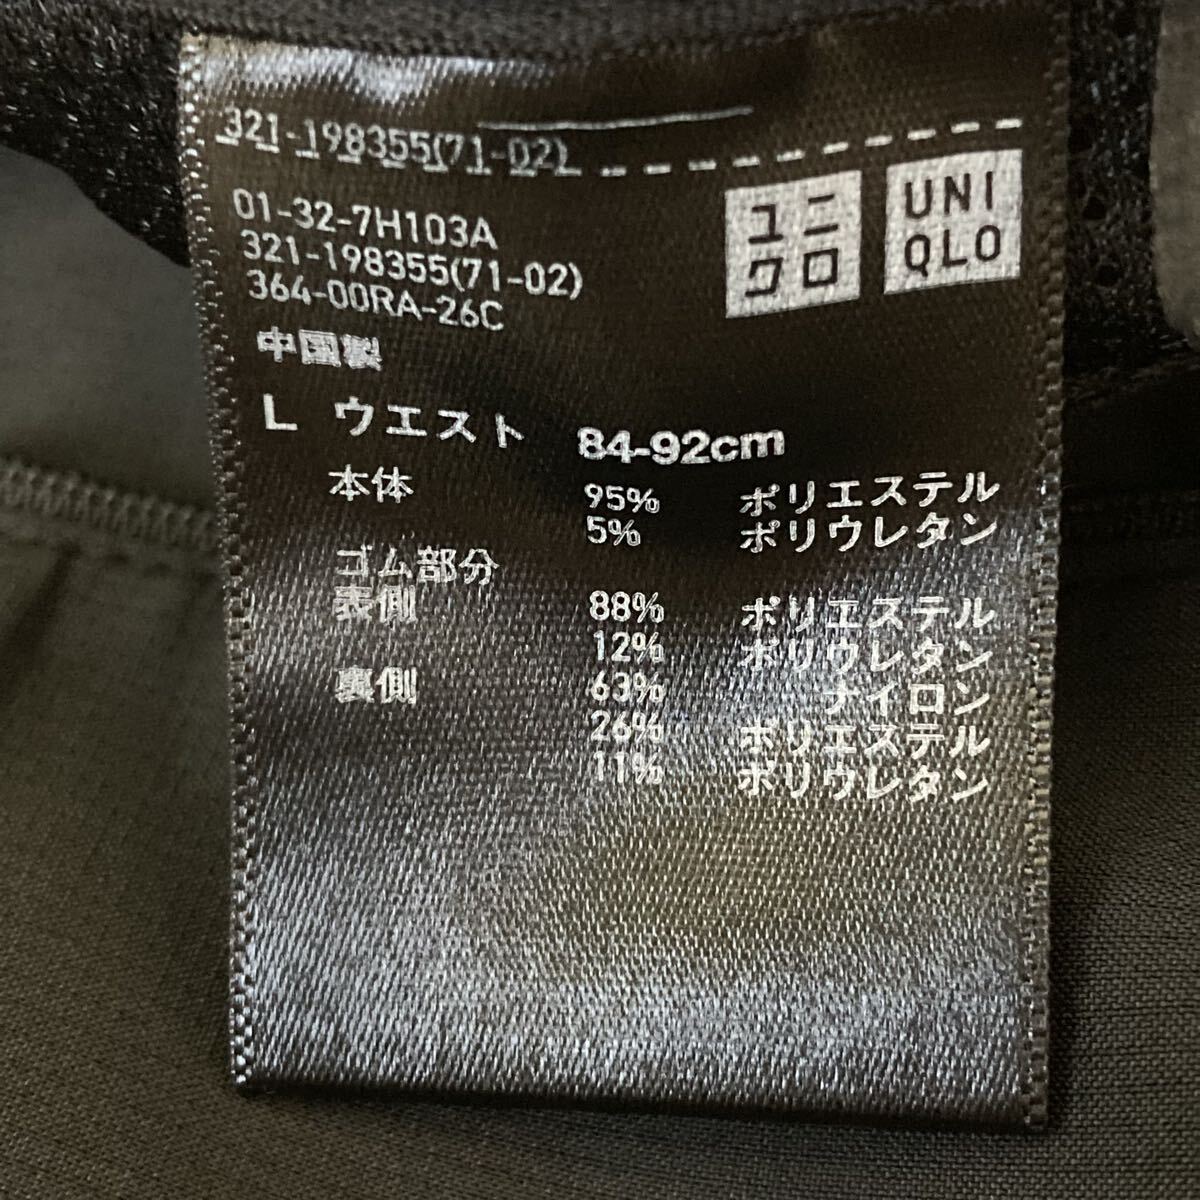 321-198355(71-02)
ユニ
クロ
UNI
QLO
01-32-7H103A
321-198355(71-02)
364-00RA-26C
中国製
L ウエスト 84-92cm
本体 95% ポリエステル
5% ポリウレタン
ゴム部分
表側 88% ポリエステル
12% ポリウレタン
裏側 63% ナイロン
26% ポリエステル
11% ポリウレタン